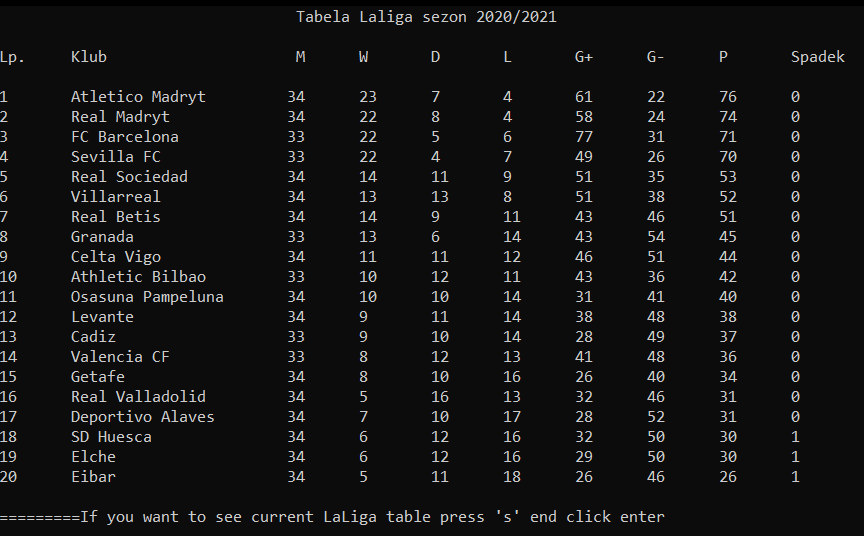 Tabela Laliga sezon 2020/2021
Lp. Klub M W D L G+ G- P Spadek
1 Atletico Madryt 34 23 7 4 61 22 76 0
2 Real Madryt 34 22 8 4 58 24 74 0
3 FC Barcelona 33 22 5 6 77 31 71 0
4 Sevilla FC 33 22 4 7 49 26 70 0
5 Real Sociedad 34 14 11 9 51 35 53 0
6 Villarreal 34 13 13 8 51 38 52 0
7 Real Betis 34 14 9 11 43 46 51 0
8 Granada 33 13 6 14 43 54 45 0
9 Celta Vigo 34 11 11 12 46 51 44 0
10 Athletic Bilbao 33 10 12 11 43 36 42 0
11 Osasuna Pampeluna 34 10 10 14 31 41 40 0
12 Levante 34 9 11 14 38 48 38 0
13 Cadiz 33 9 10 14 28 49 37 0
14 Valencia CF 33 8 12 13 41 48 36 0
15 Getafe 34 8 10 16 26 40 34 0
16 Real Valladolid 34 5 16 13 32 46 31 0
17 Deportivo Alaves 34 7 10 17 28 52 31 0
18 SD Huesca 34 6 12 16 32 50 30 1
19 Elche 34 6 12 16 29 50 30 1
20 Eibar 34 5 11 18 26 46 26 1
=========If you want to see current LaLiga table press 's' end click enter